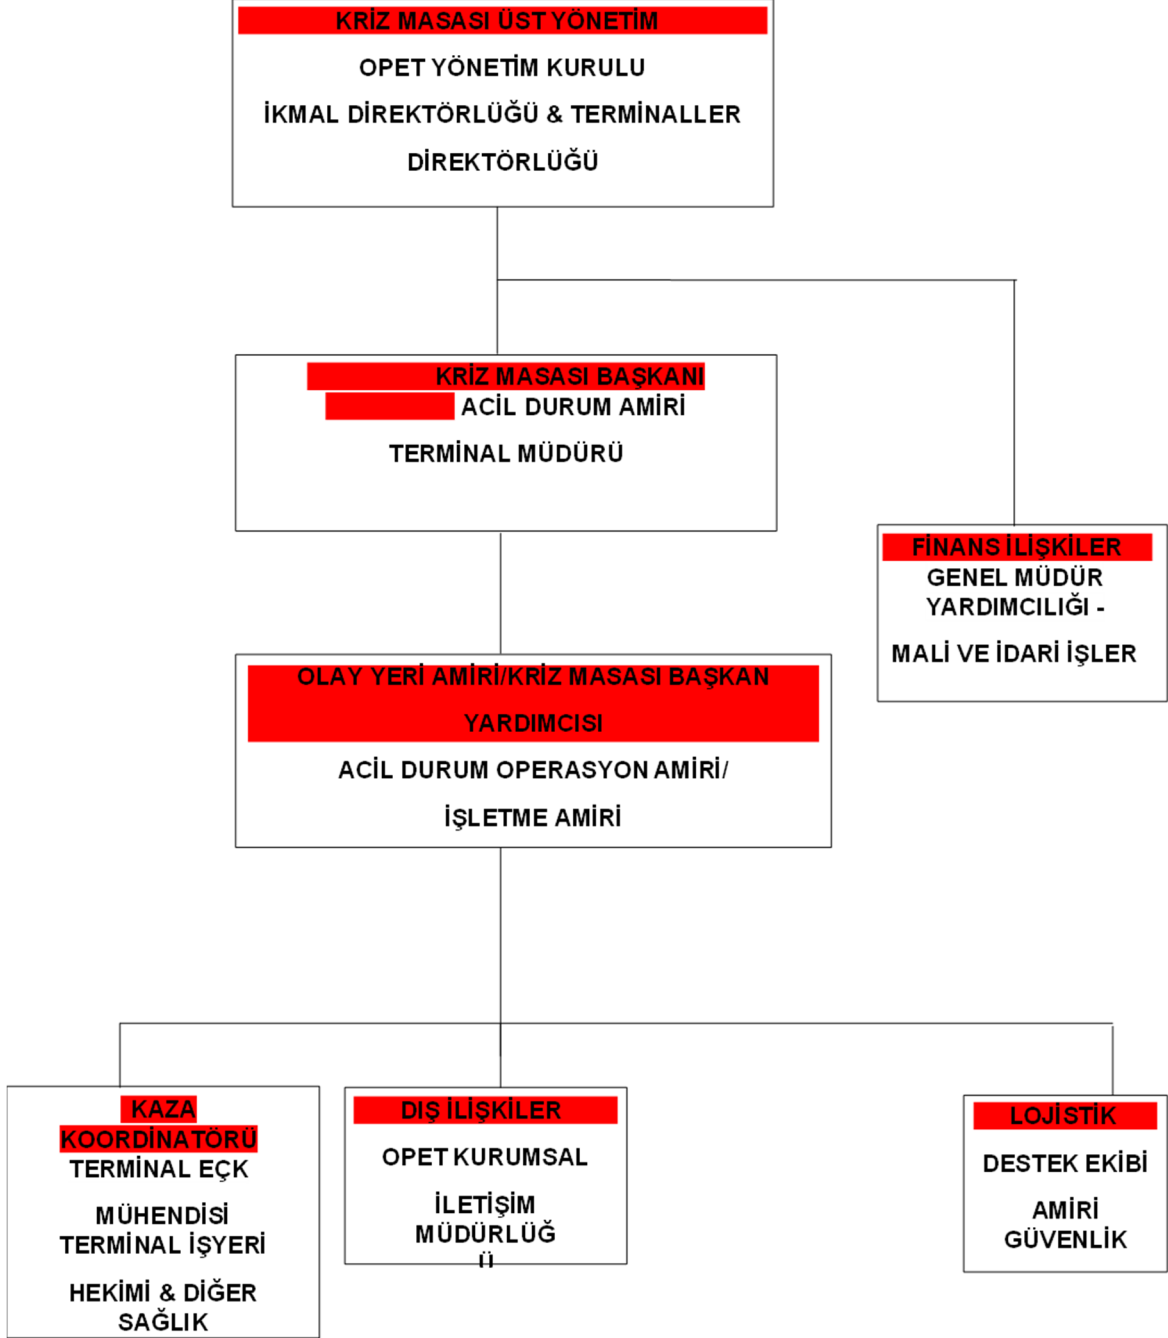 KRİZ MASASI ÜST YÖNETİM
OPET YÖNETİM KURULU
İKMAL DİREKTÖRLÜĞÜ & TERMİNALLER
DİREKTÖRLÜĞÜ
KRİZ MASASI BAŞKANI
ACİL DURUM AMİRİ
TERMİNAL MÜDÜRÜ
FİNANS İLİŞKİLER
GENEL MÜDÜR
YARDIMCILIĞI -
MALİ VE İDARİ İŞLER
OLAY YERİ AMİRİ/KRİZ MASASI BAŞKAN
YARDIMCISI
ACİL DURUM OPERASYON AMİRİ/
İŞLETME AMİRİ
KAZA
KOORDİNATÖRÜ
TERMİNAL EÇK
MÜHENDİSİ
TERMİNAL İŞYERİ
HEKİMİ & DİĞER
SAĞLIK
DIŞ İLİŞKİLER
OPET KURUMSAL
İLETİŞİM
MÜDÜRLÜĞ
Ü
LOJİSTİK
DESTEK EKİBİ
AMİRİ
GÜVENLİK